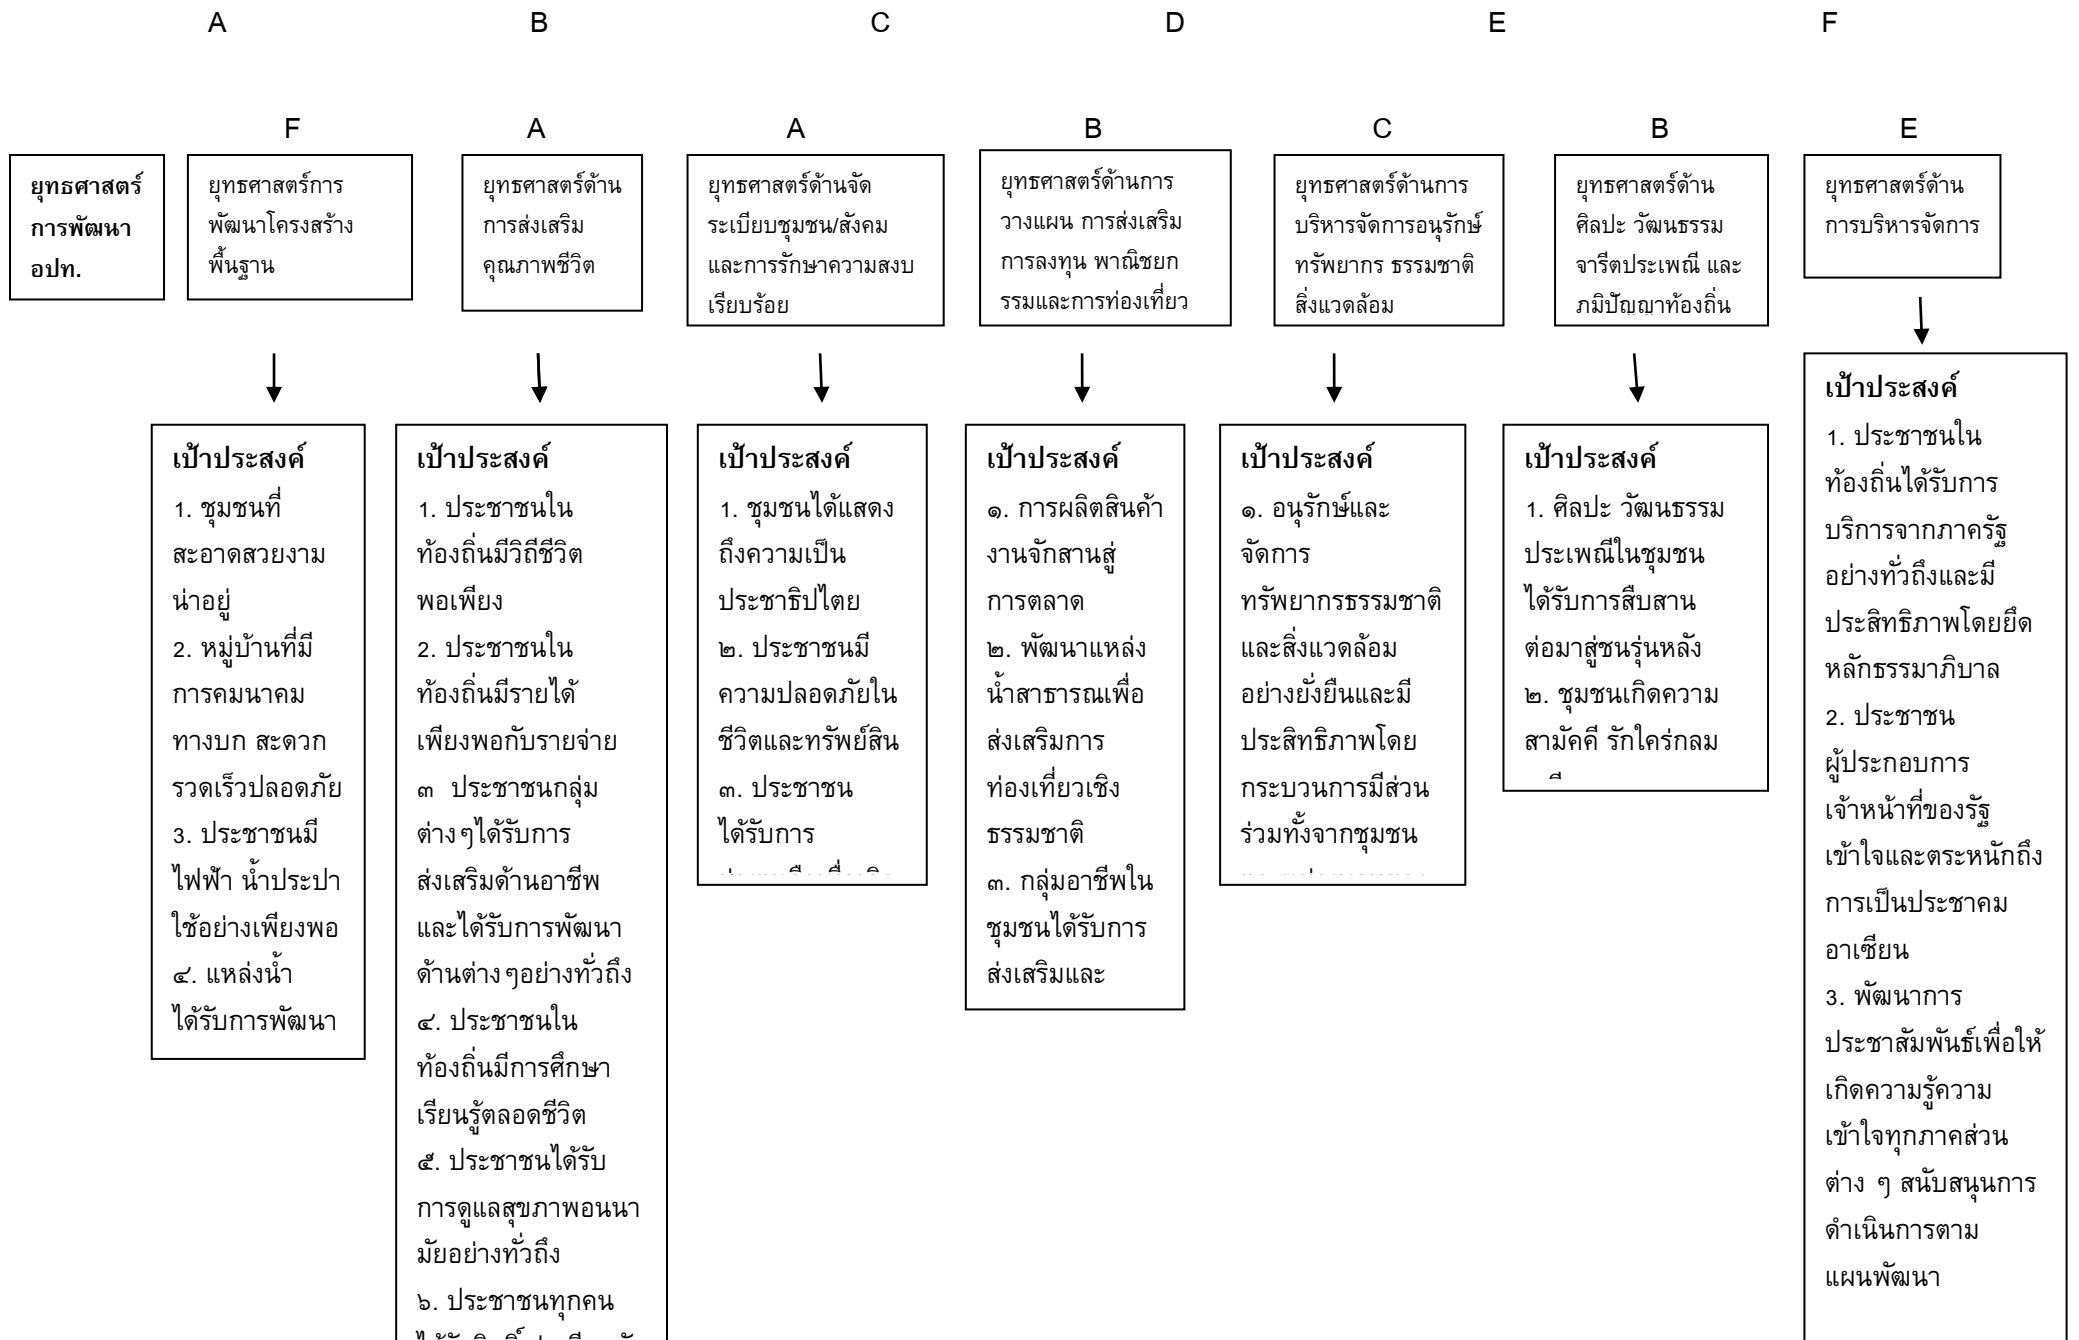 A B C D E F
F A A B C B E
ยุทธศาสตร์
การพัฒนา
อปท.
ยุทธศาสตร์การ
พัฒนาโครงสร้าง
พื้นฐาน
ยุทธศาสตร์ด้าน
การส่งเสริม
คุณภาพชีวิต
ยุทธศาสตร์ด้านจัด
ระเบียบชุมชน/สังคม
และการรักษาความสงบ
เรียบร้อย
ยุทธศาสตร์ด้านการ
วางแผน การส่งเสริม
การลงทุน พาณิชยก
รรมและการท่องเที่ยว
ยุทธศาสตร์ด้านการ
บริหารจัดการอนุรักษ์
ทรัพยากร ธรรมชาติ
สิ่งแวดล้อม
ยุทธศาสตร์ด้าน
ศิลปะ วัฒนธรรม
จารีตประเพณี และ
ภูมิปัญญาท้องถิ่น
ยุทธศาสตร์ด้าน
การบริหารจัดการ
เป้าประสงค์
1. ชุมชนที่
สะอาดสวยงาม
น่าอยู่
2. หมู่บ้านที่มี
การคมนาคม
ทางบก สะดวก
รวดเร็วปลอดภัย
3. ประชาชนมี
ไฟฟ้า น้ำประปา
ใช้อย่างเพียงพอ
๔. แหล่งน้ำ
ได้รับการพัฒนา
เป้าประสงค์
1. ประชาชนใน
ท้องถิ่นมีวิถีชีวิต
พอเพียง
2. ประชาชนใน
ท้องถิ่นมีรายได้
เพียงพอกับรายจ่าย
๓ ประชาชนกลุ่ม
ต่างๆได้รับการ
ส่งเสริมด้านอาชีพ
และได้รับการพัฒนา
ด้านต่างๆอย่างทั่วถึง
๔. ประชาชนใน
ท้องถิ่นมีการศึกษา
เรียนรู้ตลอดชีวิต
๕. ประชาชนได้รับ
การดูแลสุขภาพอนนา
มัยอย่างทั่วถึง
๖. ประชาชนทุกคน
เป้าประสงค์
1. ชุมชนได้แสดง
ถึงความเป็น
ประชาธิปไตย
๒. ประชาชนมี
ความปลอดภัยใน
ชีวิตและทรัพย์สิน
๓. ประชาชน
ได้รับการ
เป้าประสงค์
๑. การผลิตสินค้า
งานจักสานสู่
การตลาด
๒. พัฒนาแหล่ง
น้ำสาธารณเพื่อ
ส่งเสริมการ
ท่องเที่ยวเชิง
ธรรมชาติ
๓. กลุ่มอาชีพใน
ชุมชนได้รับการ
ส่งเสริมและ
เป้าประสงค์
๑. อนุรักษ์และ
จัดการ
ทรัพยากรธรรมชาติ
และสิ่งแวดล้อม
อย่างยั่งยืนและมี
ประสิทธิภาพโดย
กระบวนการมีส่วน
ร่วมทั้งจากชุมชน
เป้าประสงค์
1. ศิลปะ วัฒนธรรม
ประเพณีในชุมชน
ได้รับการสืบสาน
ต่อมาสู่ชนรุ่นหลัง
๒. ชุมชนเกิดความ
สามัคคี รักใคร่กลม
เป้าประสงค์
1. ประชาชนใน
ท้องถิ่นได้รับการ
บริการจากภาครัฐ
อย่างทั่วถึงและมี
ประสิทธิภาพโดยยึด
หลักธรรมาภิบาล
2. ประชาชน
ผู้ประกอบการ
เจ้าหน้าที่ของรัฐ
เข้าใจและตระหนักถึง
การเป็นประชาคม
อาเซียน
3. พัฒนาการ
ประชาสัมพันธ์เพื่อให้
เกิดความรู้ความ
เข้าใจทุกภาคส่วน
ต่าง ๆ สนับสนุนการ
ดำเนินการตาม
แผนพัฒนา